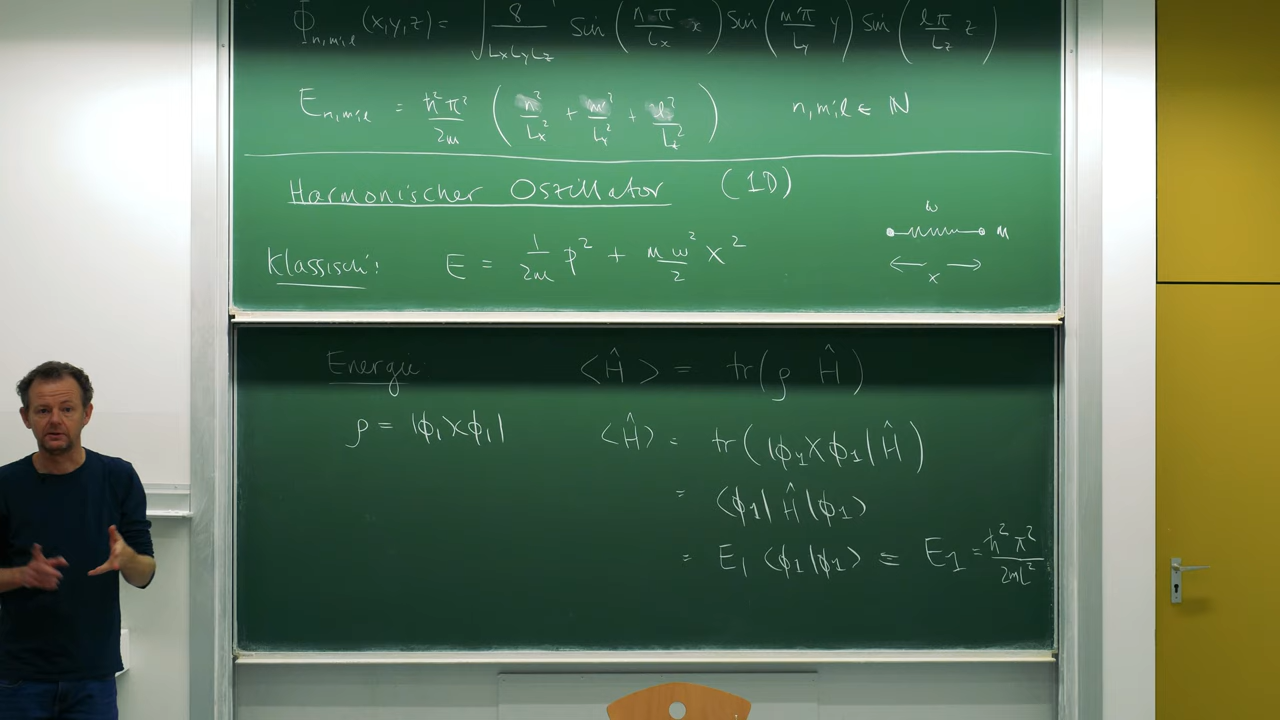 Φ_{n,m,l} (x,y,z) = √(8/(LxLyLz)) Sin(nπ/Lx x) Sin(mπ/Ly y) Sin(lπ/Lz z)
E_{n,m,l} = ħ²π²/2m (n²/Lx² + m²/Ly² + l²/Lz²) n,m,l ∈ ℕ
Harmonischer Oszillator (1D)
ω
M
Klassisch: E = 1/2m p² + mω²/2 x²
x
Energie <Ĥ> = tr(ρ Ĥ)
ρ = |ϕ₁><ϕ₁| <Ĥ> = tr(|ϕ₁><ϕ₁|Ĥ)
= <ϕ₁|Ĥ|ϕ₁>
= E₁ <ϕ₁|ϕ₁> = E₁ = ħ²π²/2mL²